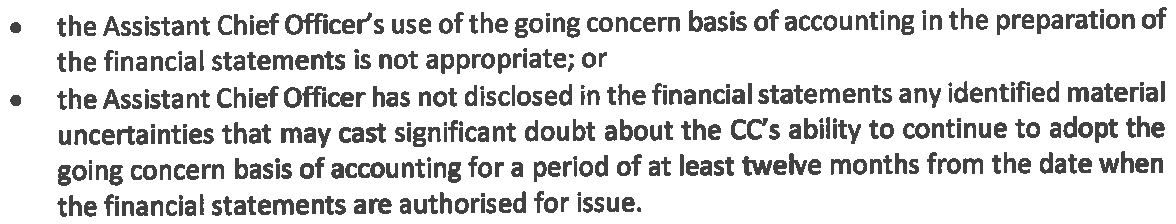 • the Assistant Chief Officer's use of the going concern basis of accounting in the preparation of
the financial statements is not appropriate; or
• the Assistant Chief Officer has not disclosed in the financial statements any identified material
uncertainties that may cast significant doubt about the CC's ability to continue to adopt the
going concern basis of accounting for a period of at least twelve months from the date when
the financial statements are authorised for issue.